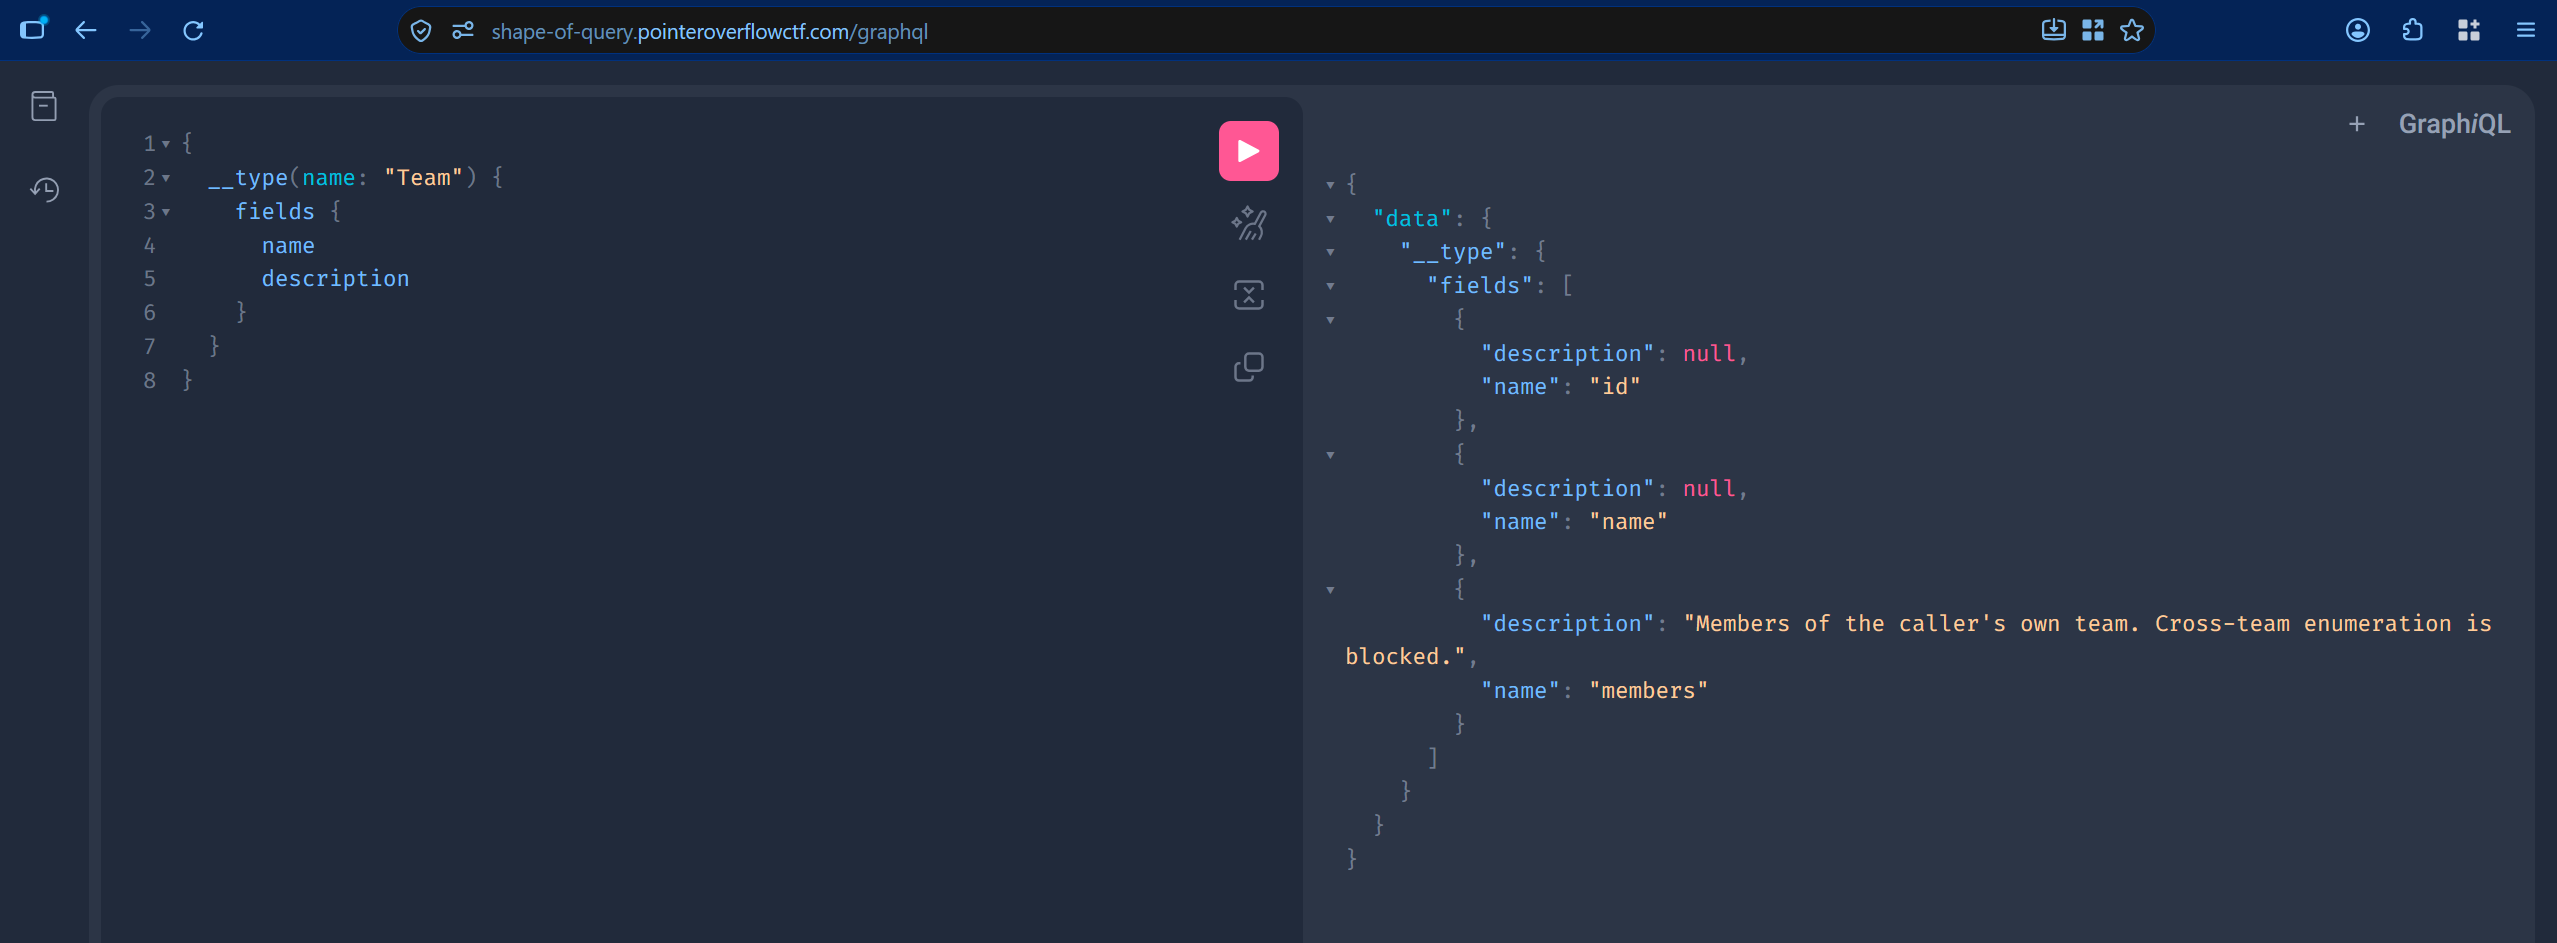 shape-of-query.pointeroverflowctf.com/graphql
1 {
2 __type(name: "Team") {
3 fields {
4 name
5 description
6 }
7 }
8 }
+ GraphiQL
{
"data": {
"__type": {
"fields": [
{
"description": null,
"name": "id"
},
{
"description": null,
"name": "name"
},
{
"description": "Members of the caller's own team. Cross-team enumeration is
blocked.",
"name": "members"
}
]
}
}
}